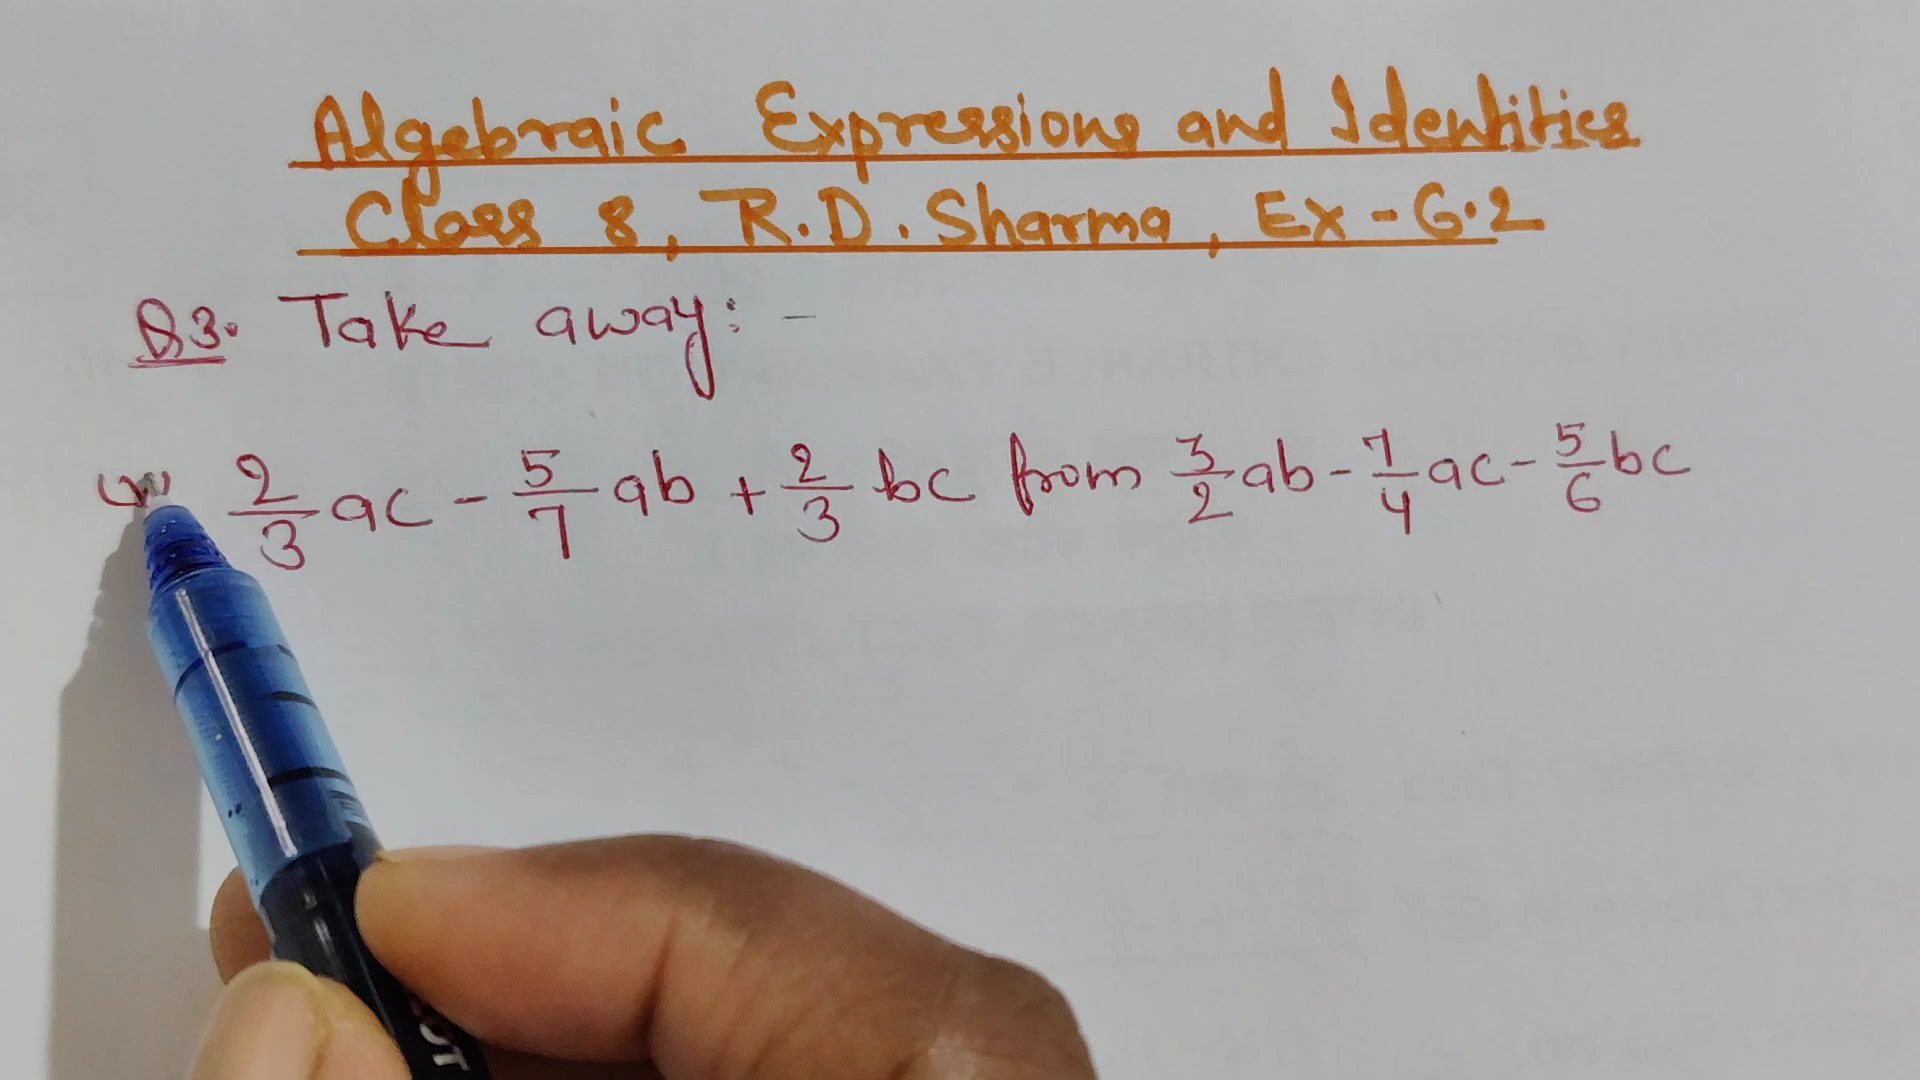 Algebraic Expressions and Identities
Class 8, R.D. Sharma, Ex-6.2
Q3. Take away: -
2/3 ac - 5/7 ab + 2/3 bc from 3/2 ab - 7/4 ac - 5/6 bc